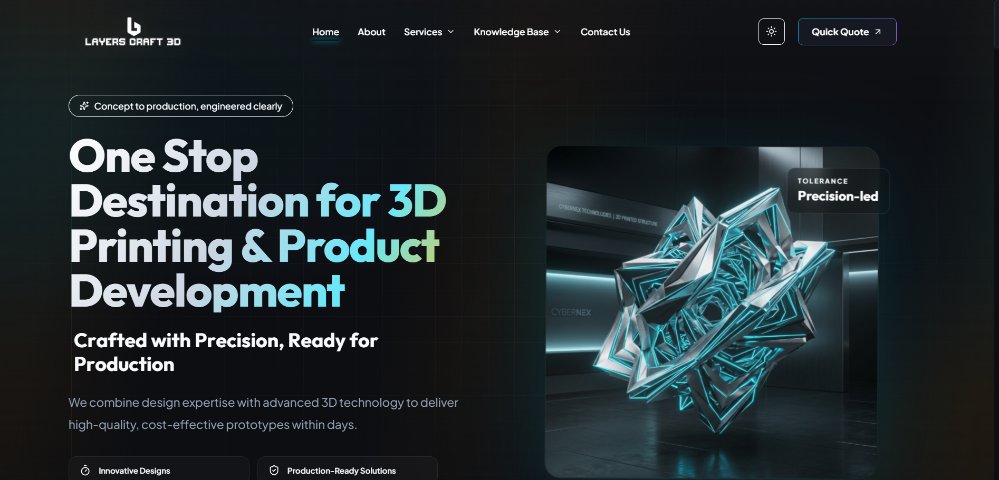 LAYERS CRAFT 3D
Home
About
Services
Knowledge Base
Contact Us
Quick Quote
Concept to production, engineered clearly
One Stop
Destination for 3D
Printing & Product
Development
Crafted with Precision, Ready for
Production
We combine design expertise with advanced 3D technology to deliver
high-quality, cost-effective prototypes within days.
Innovative Designs
Production-Ready Solutions
TOLERANCE
Precision-led
CYBERNEX TECHNOLOGIES | 3D PRINTED STRUCTURE
CYBERNEX